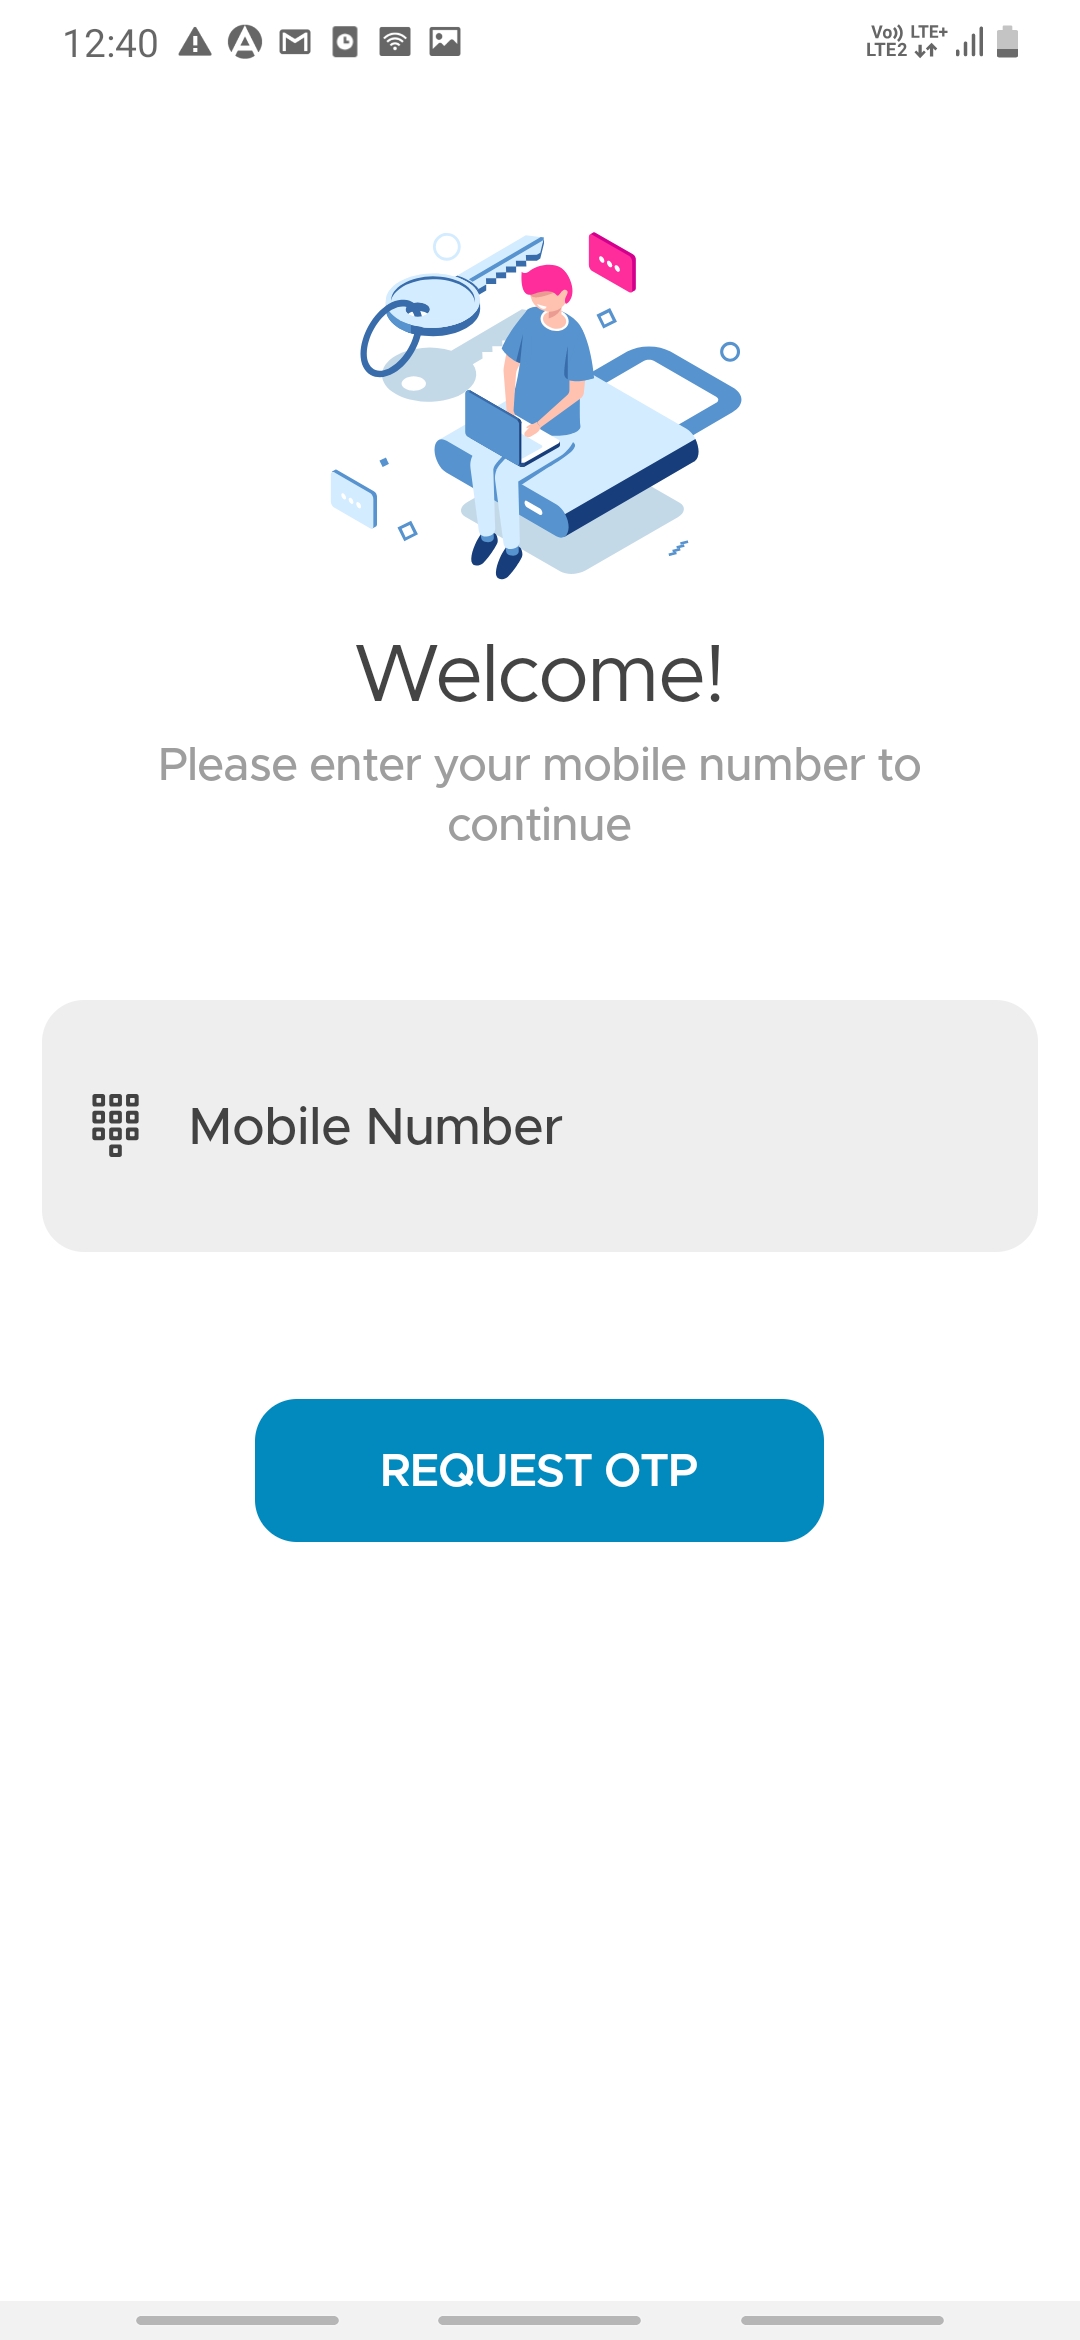 12:40
Vo)) LTE+
LTE2
Welcome!
Please enter your mobile number to
continue
Mobile Number
REQUEST OTP